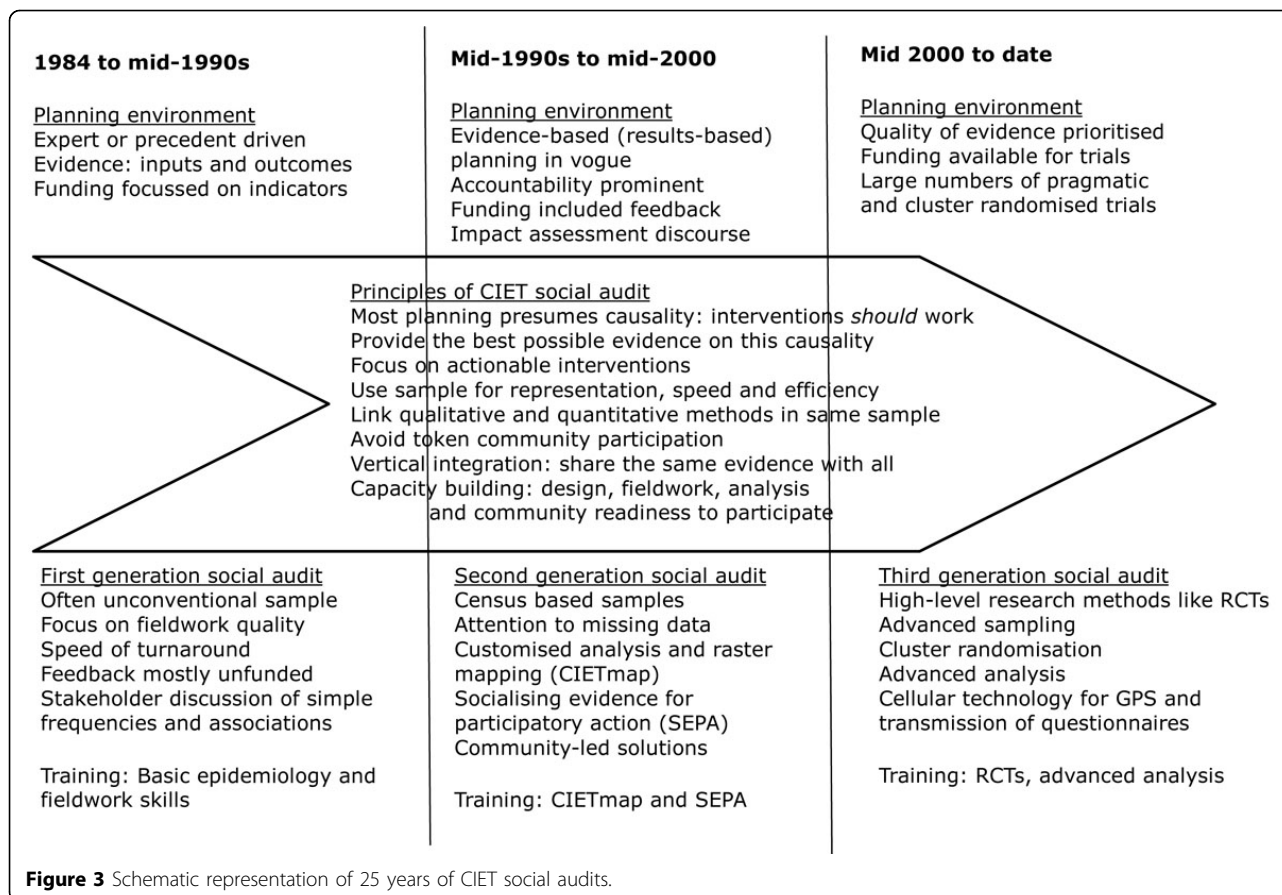 1984 to mid-1990s
Planning environment
Expert or precedent driven
Evidence: inputs and outcomes
Funding focussed on indicators
Mid-1990s to mid-2000
Planning environment
Evidence-based (results-based)
planning in vogue
Accountability prominent
Funding included feedback
Impact assessment discourse
Mid 2000 to date
Planning environment
Quality of evidence prioritised
Funding available for trials
Large numbers of pragmatic
and cluster randomised trials
Principles of CIET social audit
Most planning presumes causality: interventions should work
Provide the best possible evidence on this causality
Focus on actionable interventions
Use sample for representation, speed and efficiency
Link qualitative and quantitative methods in same sample
Avoid token community participation
Vertical integration: share the same evidence with all
Capacity building: design, fieldwork, analysis
and community readiness to participate
First generation social audit
Often unconventional sample
Focus on fieldwork quality
Speed of turnaround
Feedback mostly unfunded
Stakeholder discussion of simple
frequencies and associations
Training: Basic epidemiology and
fieldwork skills
Second generation social audit
Census based samples
Attention to missing data
Customised analysis and raster
mapping (CIETmap)
Socialising evidence for
participatory action (SEPA)
Community-led solutions
Training: CIETmap and SEPA
Third generation social audit
High-level research methods like RCTs
Advanced sampling
Cluster randomisation
Advanced analysis
Cellular technology for GPS and
transmission of questionnaires
Training: RCTs, advanced analysis
Figure 3 Schematic representation of 25 years of CIET social audits.